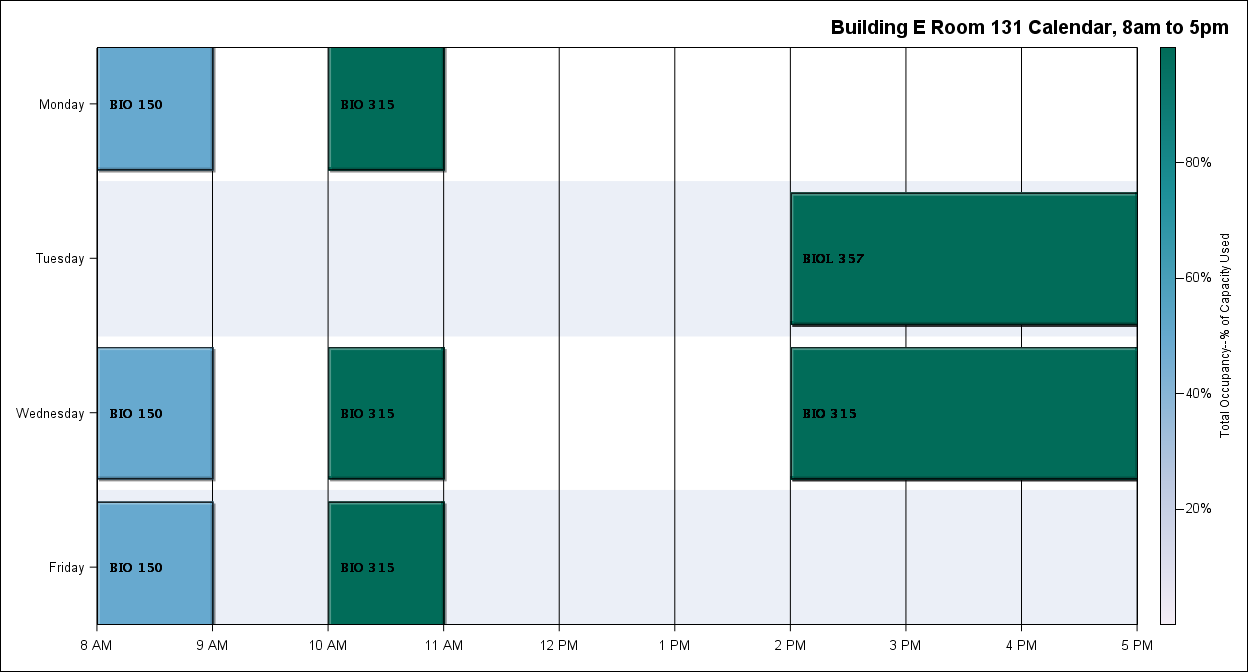 Building E Room 131 Calendar, 8am to 5pm
Monday
BIO 150
BIO 315
Tuesday
BIOL 357
Wednesday
BIO 150
BIO 315
BIO 315
Friday
BIO 150
BIO 315
8 AM
9 AM
10 AM
11 AM
12 PM
1 PM
2 PM
3 PM
4 PM
5 PM
80%
60%
40%
20%
Total Occupancy--% of Capacity Used